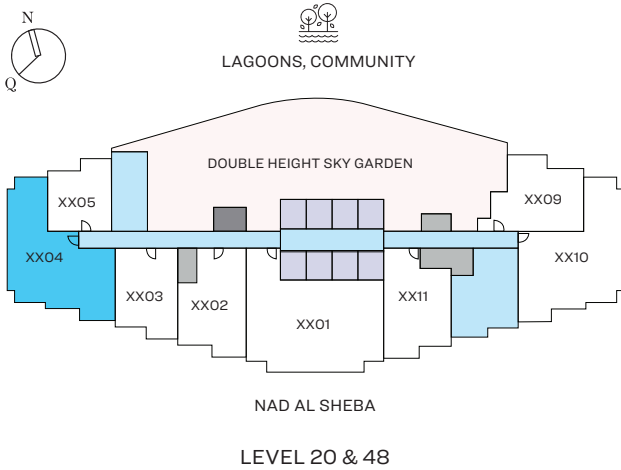 N
Q
LAGOONS, COMMUNITY
DOUBLE HEIGHT SKY GARDEN
XX05
XX09
XX04
XX10
XX03
XX02
XX11
XX01
NAD AL SHEBA
LEVEL 20 & 48